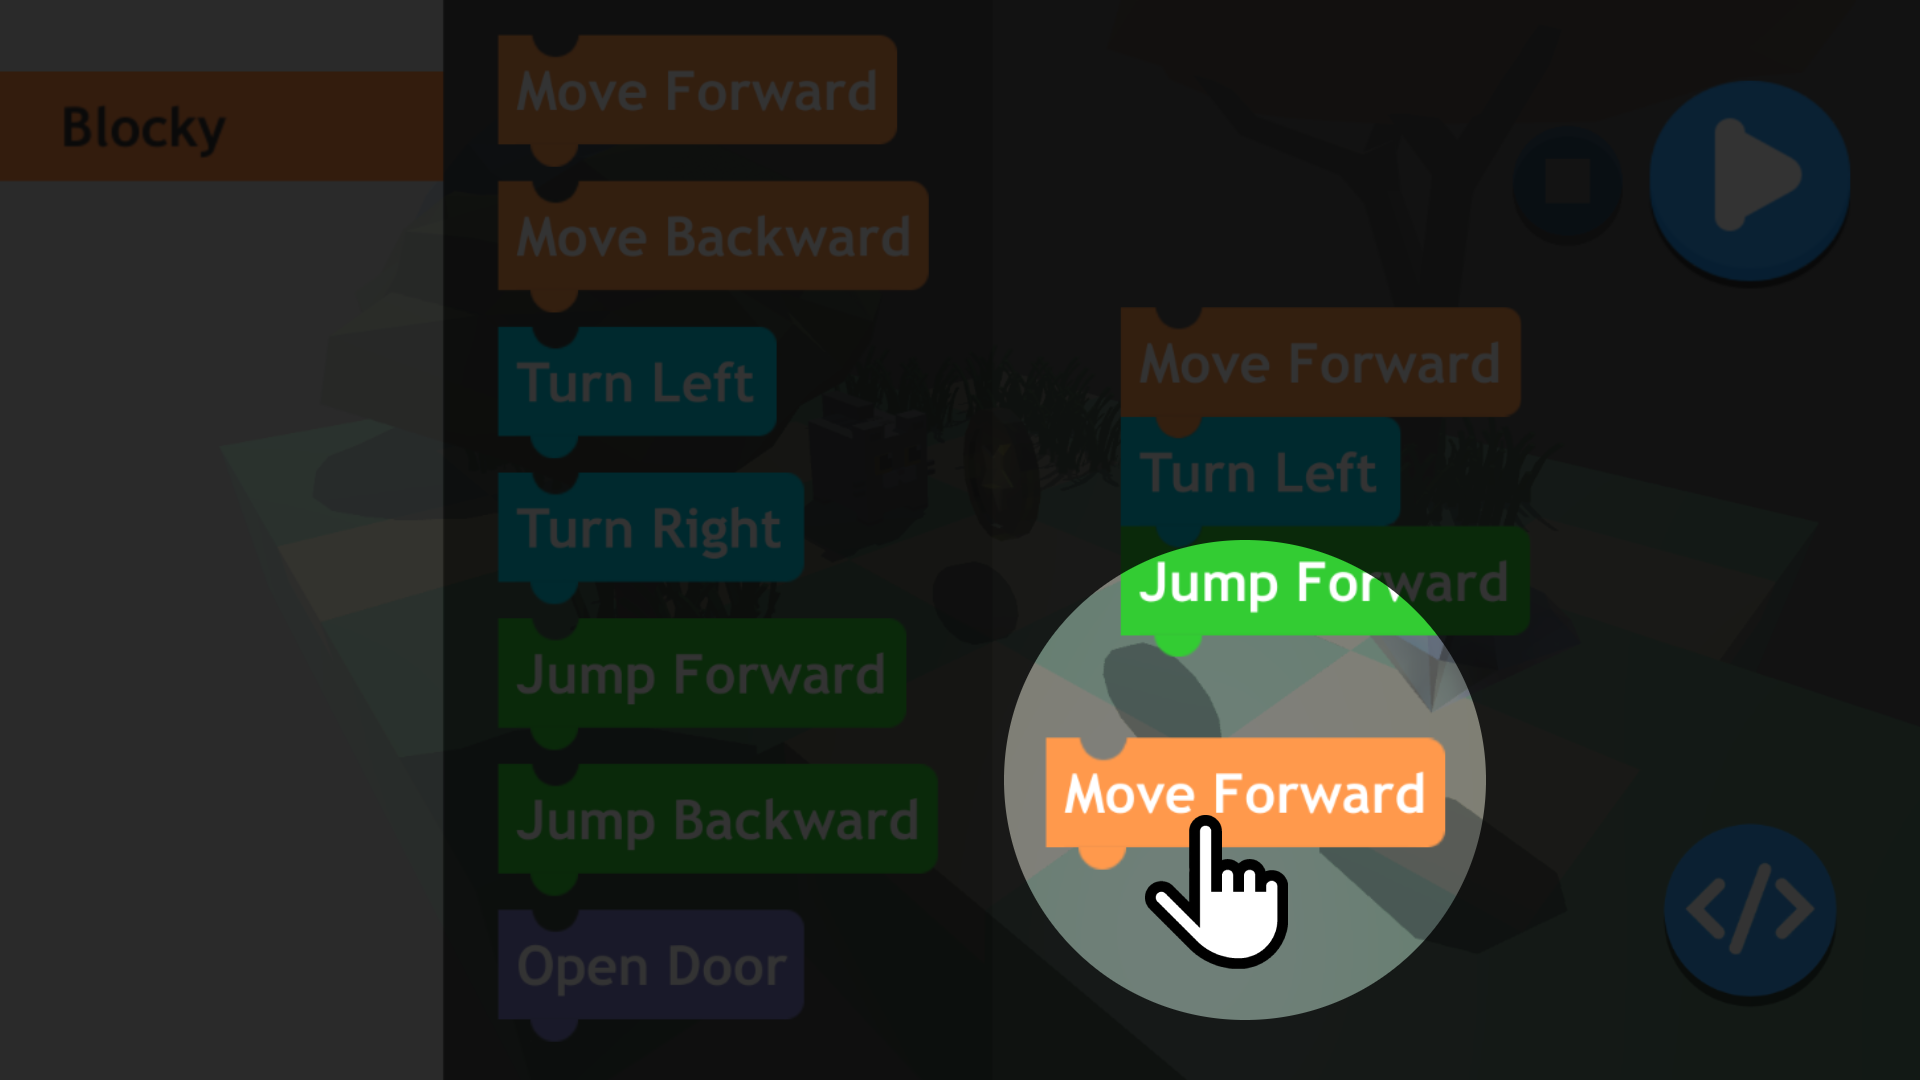 Blocky
Move Forward
Move Backward
Turn Left
Turn Right
Jump Forward
Jump Backward
Open Door
Move Forward
Turn Left
Jump Forward
Move Forward